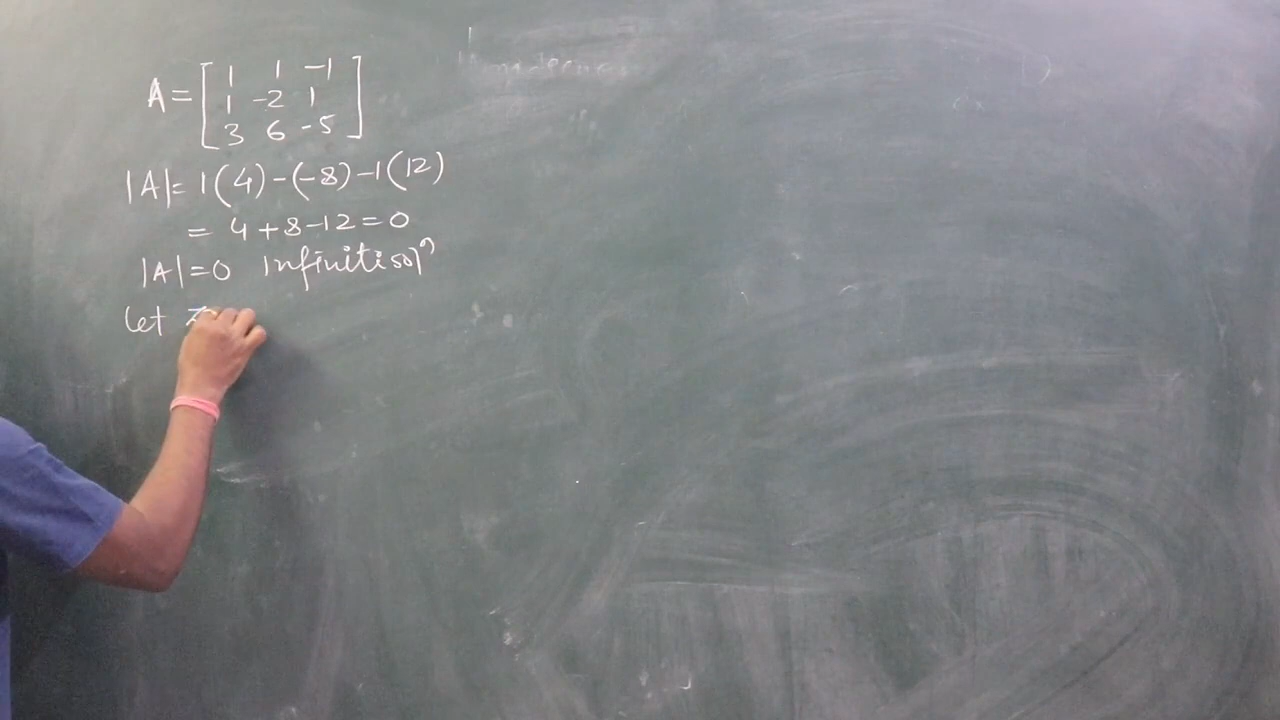 A = [ 1 1 -1
1 -2 1
3 6 -5 ]
|A| = 1(4) - (-8) - 1(12)
= 4 + 8 - 12 = 0
|A| = 0 Infiniti solⁿ
let Z